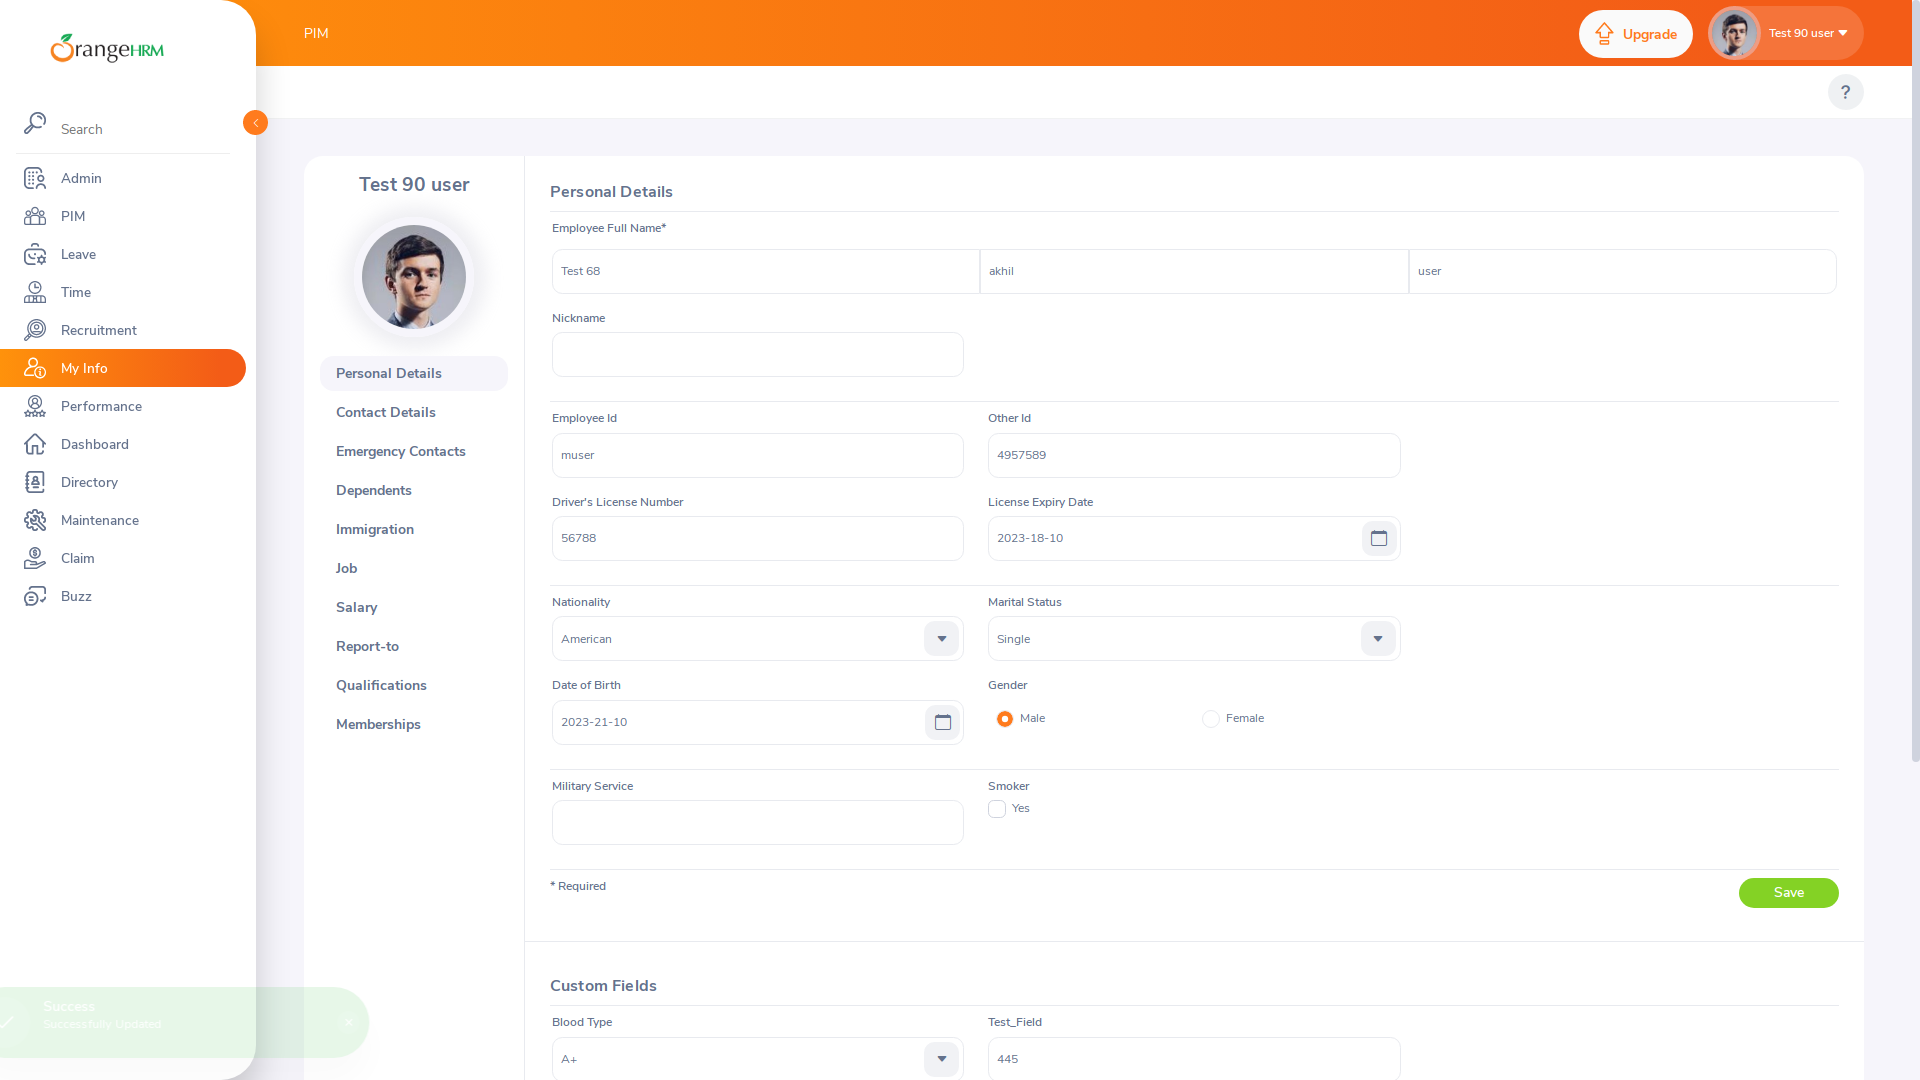 OrangeHRM
PIM
Upgrade
Test 90 user
?
Search
Admin
PIM
Leave
Time
Recruitment
My Info
Performance
Dashboard
Directory
Maintenance
Claim
Buzz
Success
Successfully Updated
×
Test 90 user
Personal Details
Contact Details
Emergency Contacts
Dependents
Immigration
Job
Salary
Report-to
Qualifications
Memberships
Personal Details
Employee Full Name*
Test 68 akhil user
Nickname
Employee Id Other Id
muser 4957589
Driver's License Number License Expiry Date
56788 2023-18-10
Nationality Marital Status
American Single
Date of Birth Gender
2023-21-10 Male Female
Military Service Smoker
Yes
* Required
Save
Custom Fields
Blood Type Test_Field
A+ 445